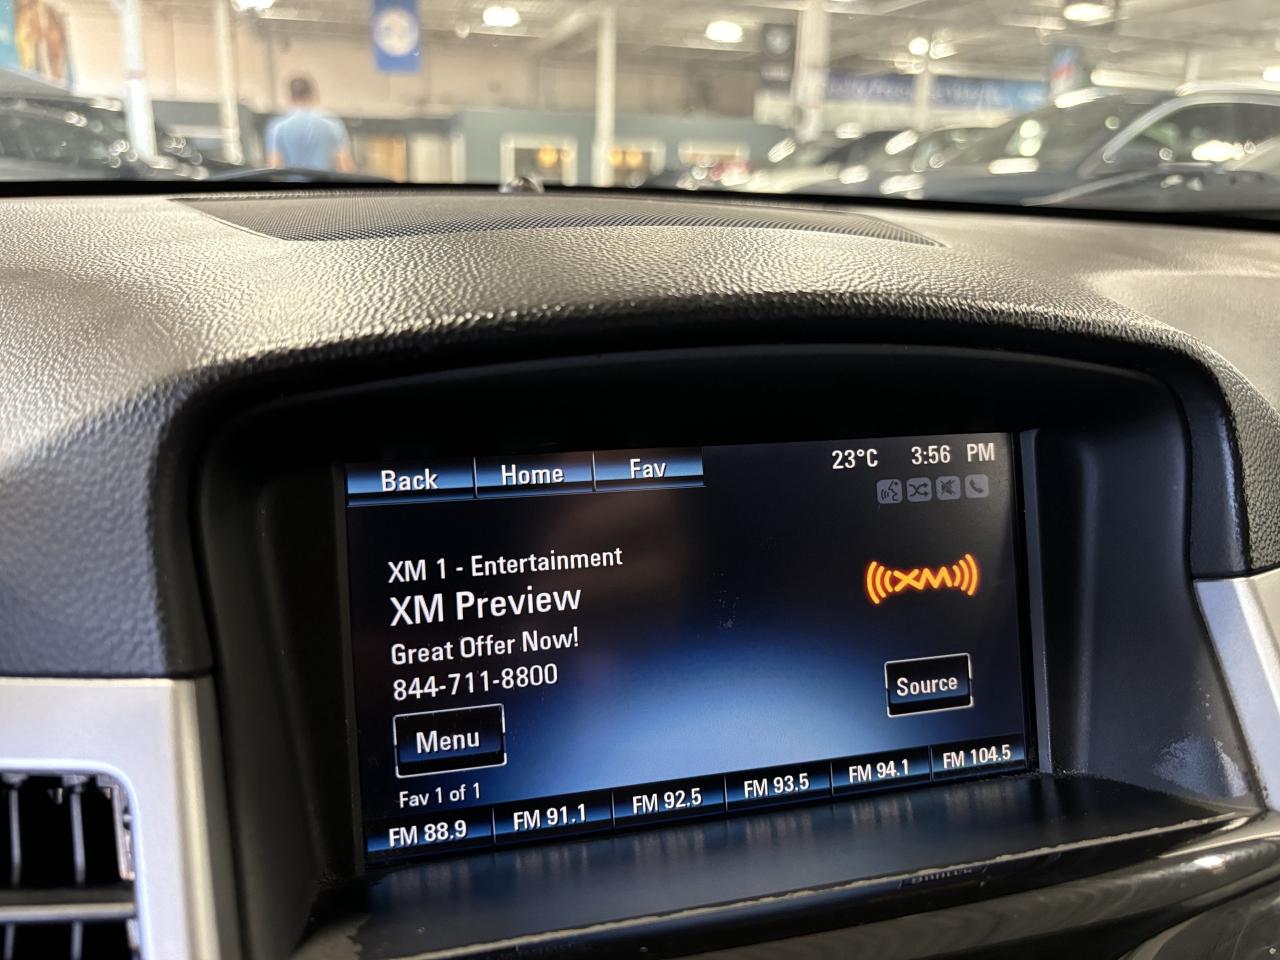 Back Home Fav 23°C 3:56 PM
XM 1 - Entertainment
XM Preview
Great Offer Now!
844-711-8800
XM
Source
Menu
Fav 1 of 1
FM 88.9 FM 91.1 FM 92.5 FM 93.5 FM 94.1 FM 104.5